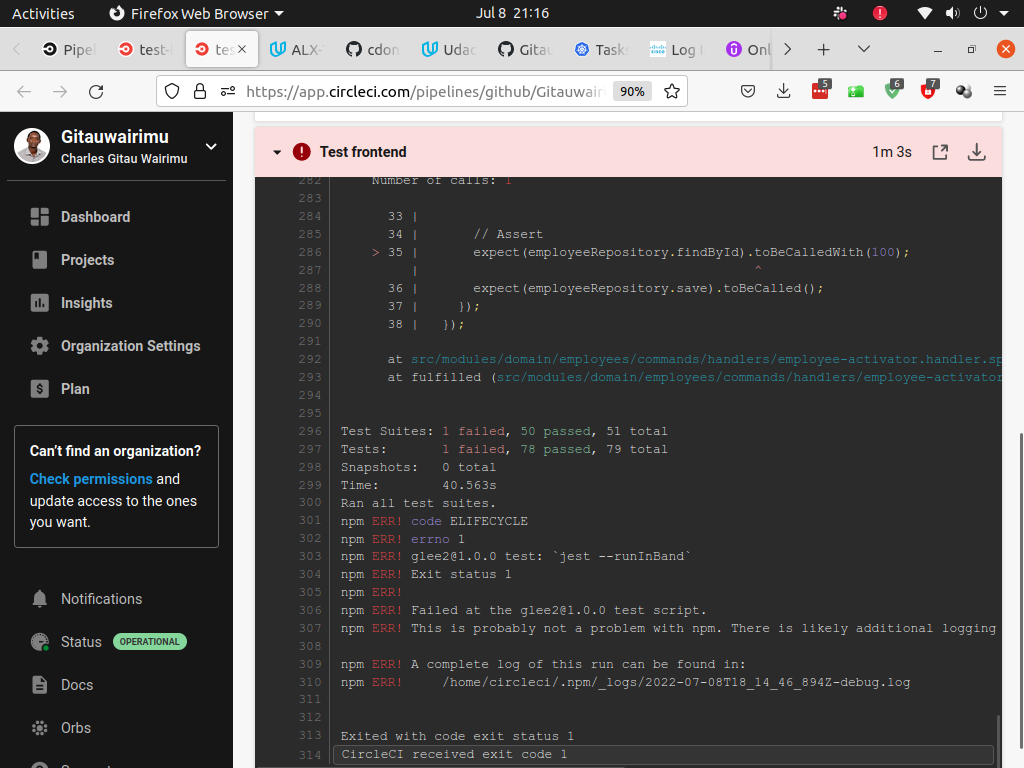 Activities Firefox Web Browser Jul 8 21:16
Pipel test- tes ALX- cdon Udac Gitau Task Log Onl
https://app.circleci.com/pipelines/github/Gitauwairi 90% 5 6 7
Gitauwairimu
Charles Gitau Wairimu
Dashboard
Projects
Insights
Organization Settings
Plan
Can't find an organization?
Check permissions and
update access to the ones
you want.
Notifications
Status OPERATIONAL
Docs
Orbs
Test frontend 1m 3s
282 Number of calls: 1
283
284 33 |
285 34 | // Assert
286 > 35 | expect(employeeRepository.findById).toBeCalledWith(100);
287 | ^
288 36 | expect(employeeRepository.save).toBeCalled();
289 37 | });
290 38 | });
291
292 at src/modules/domain/employees/commands/handlers/employee-activator.handler.sp
293 at fulfilled (src/modules/domain/employees/commands/handlers/employee-activator
294
295
296 Test Suites: 1 failed, 50 passed, 51 total
297 Tests: 1 failed, 78 passed, 79 total
298 Snapshots: 0 total
299 Time: 40.563s
300 Ran all test suites.
301 npm ERR! code ELIFECYCLE
302 npm ERR! errno 1
303 npm ERR! glee2@1.0.0 test: `jest --runInBand`
304 npm ERR! Exit status 1
305 npm ERR!
306 npm ERR! Failed at the glee2@1.0.0 test script.
307 npm ERR! This is probably not a problem with npm. There is likely additional logging
308
309 npm ERR! A complete log of this run can be found in:
310 npm ERR! /home/circleci/.npm/_logs/2022-07-08T18_14_46_894Z-debug.log
311
312
313 Exited with code exit status 1
314 CircleCI received exit code 1